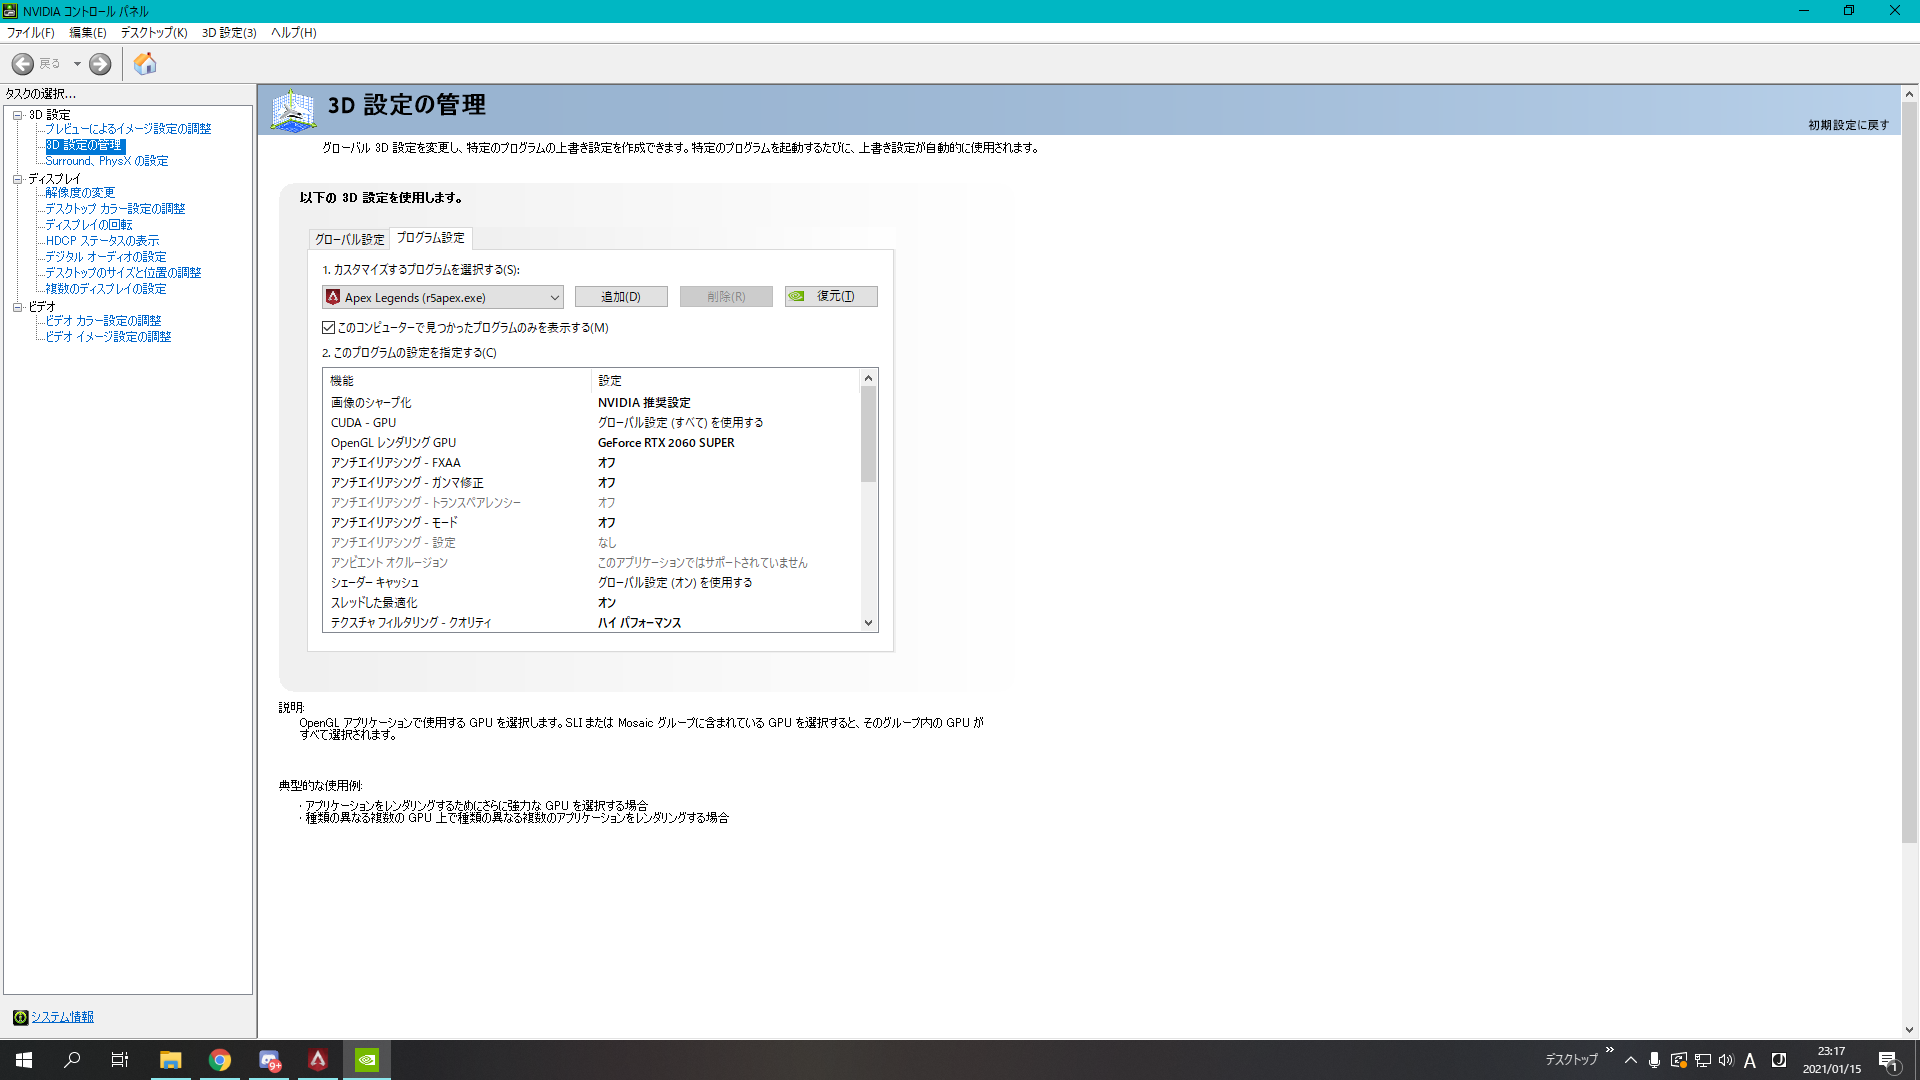 NVIDIA コントロール パネル
ファイル(F) 編集(E) デスクトップ(K) 3D 設定(3) ヘルプ(H)
戻る
タスクの選択...
3D 設定
プレビューによるイメージ設定の調整
3D 設定の管理
Surround、PhysX の設定
ディスプレイ
解像度の変更
デスクトップ カラー設定の調整
ディスプレイの回転
HDCP ステータスの表示
デジタル オーディオの設定
デスクトップのサイズと位置の調整
複数のディスプレイの設定
ビデオ
ビデオ カラー設定の調整
ビデオ イメージ設定の調整
システム情報
3D 設定の管理
初期設定に戻す
グローバル 3D 設定を変更し、特定のプログラムの上書き設定を作成できます。特定のプログラムを起動するたびに、上書き設定が自動的に使用されます。
以下の 3D 設定を使用します。
グローバル設定 プログラム設定
1. カスタマイズするプログラムを選択する(S):
Apex Legends (r5apex.exe) 追加(D) 削除(R) 復元(T)
このコンピューターで見つかったプログラムのみを表示する(M)
2. このプログラムの設定を指定する(C)
機能 設定
画像のシャープ化 NVIDIA 推奨設定
CUDA - GPU グローバル設定 (すべて) を使用する
OpenGL レンダリング GPU GeForce RTX 2060 SUPER
アンチエイリアシング - FXAA オフ
アンチエイリアシング - ガンマ修正 オフ
アンチエイリアシング - トランスペアレンシー オフ
アンチエイリアシング - モード オフ
アンチエイリアシング - 設定 なし
アンビエント オクルージョン このアプリケーションではサポートされていません
シェーダー キャッシュ グローバル設定 (オン) を使用する
スレッドした最適化 オン
テクスチャ フィルタリング - クオリティ ハイ パフォーマンス
説明:
OpenGL アプリケーションで使用する GPU を選択します。SLI または Mosaic グループに含まれている GPU を選択すると、そのグループ内の GPU が
すべて選択されます。
典型的な使用例:
・アプリケーションをレンダリングするためにさらに強力な GPU を選択する場合
・種類の異なる複数の GPU 上で種類の異なる複数のアプリケーションをレンダリングする場合
9+
デスクトップ
A
J
23:17
2021/01/15
1